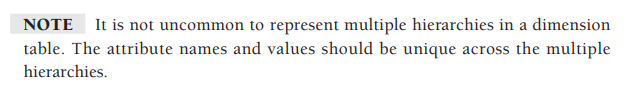 NOTE It is not uncommon to represent multiple hierarchies in a dimension
table. The attribute names and values should be unique across the multiple
hierarchies.